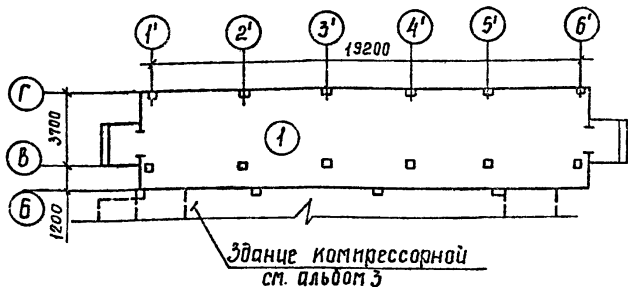 1' 2' 3' 4' 5' 6'
19200
Г
3700
1
В
Б
1200
Здание компрессорной
см. альбом 3